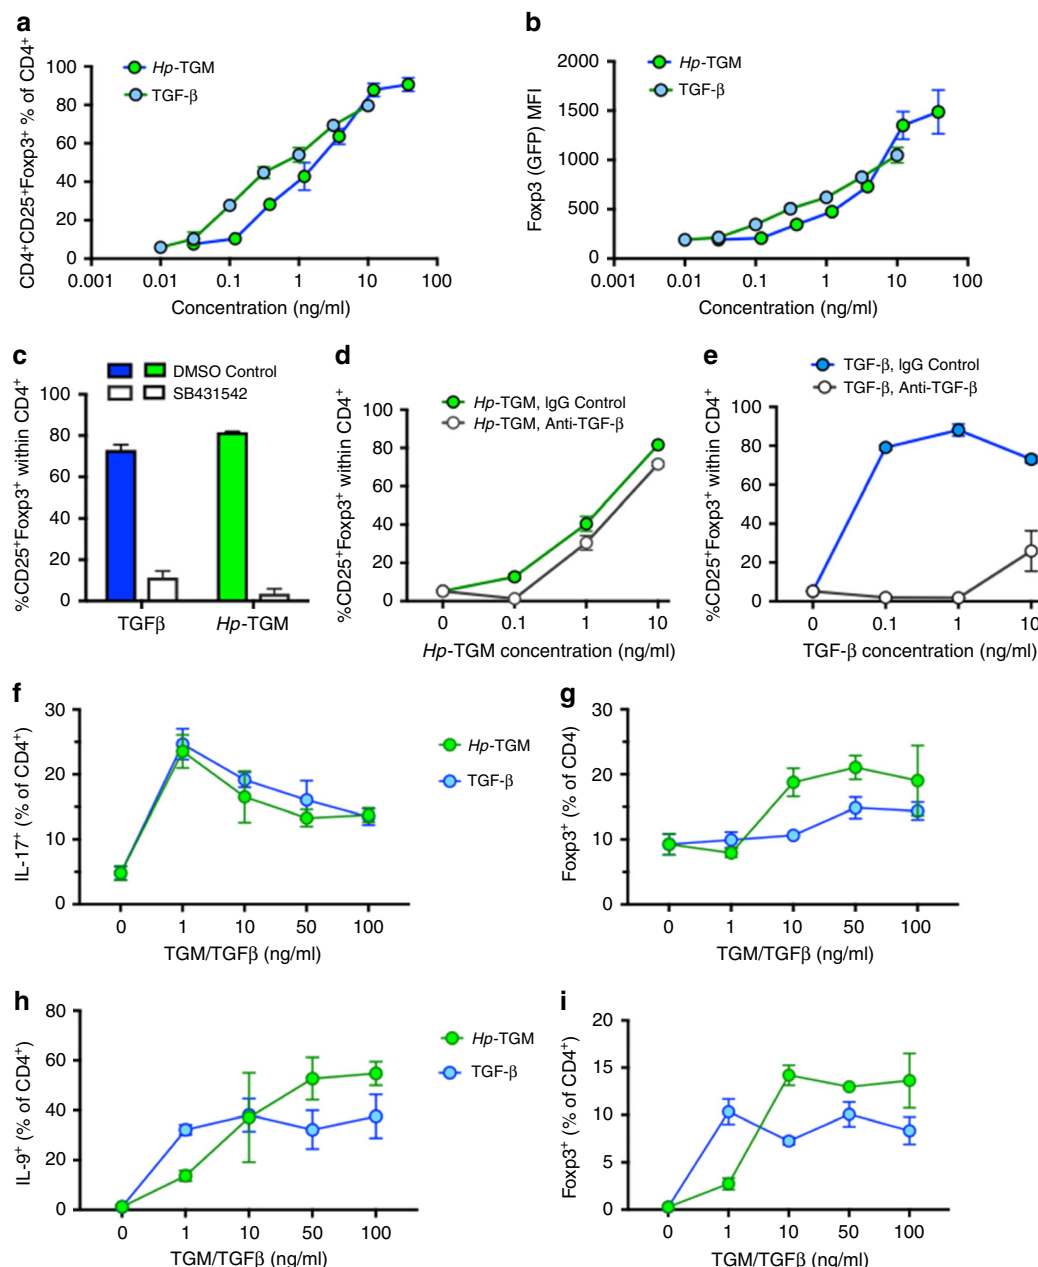 a
CD4⁺CD25⁺Foxp3⁺ % of CD4⁺
100
80
60
40
20
0
Hp-TGM
TGF-β
0.001 0.01 0.1 1 10 100
Concentration (ng/ml)
b
Foxp3 (GFP) MFI
2000
1500
1000
500
0
Hp-TGM
TGF-β
0.001 0.01 0.1 1 10 100
Concentration (ng/ml)
c
%CD25⁺Foxp3⁺ within CD4⁺
DMSO Control
SB431542
100
80
60
40
20
0
TGFβ Hp-TGM
d
%CD25⁺Foxp3⁺ within CD4⁺
Hp-TGM, IgG Control
Hp-TGM, Anti-TGF-β
100
80
60
40
20
0
0 0.1 1 10
Hp-TGM concentration (ng/ml)
e
%CD25⁺Foxp3⁺ within CD4⁺
TGF-β, IgG Control
TGF-β, Anti-TGF-β
100
80
60
40
20
0
0 0.1 1 10
TGF-β concentration (ng/ml)
f
IL-17⁺ (% of CD4⁺)
30
20
10
0
Hp-TGM
TGF-β
0 1 10 50 100
TGM/TGFβ (ng/ml)
g
Foxp3⁺ (% of CD4)
30
20
10
0
0 1 10 50 100
TGM/TGFβ (ng/ml)
h
IL-9⁺ (% of CD4⁺)
80
60
40
20
0
Hp-TGM
TGF-β
0 1 10 50 100
TGM/TGFβ (ng/ml)
i
Foxp3⁺ (% of CD4⁺)
20
15
10
5
0
0 1 10 50 100
TGM/TGFβ (ng/ml)